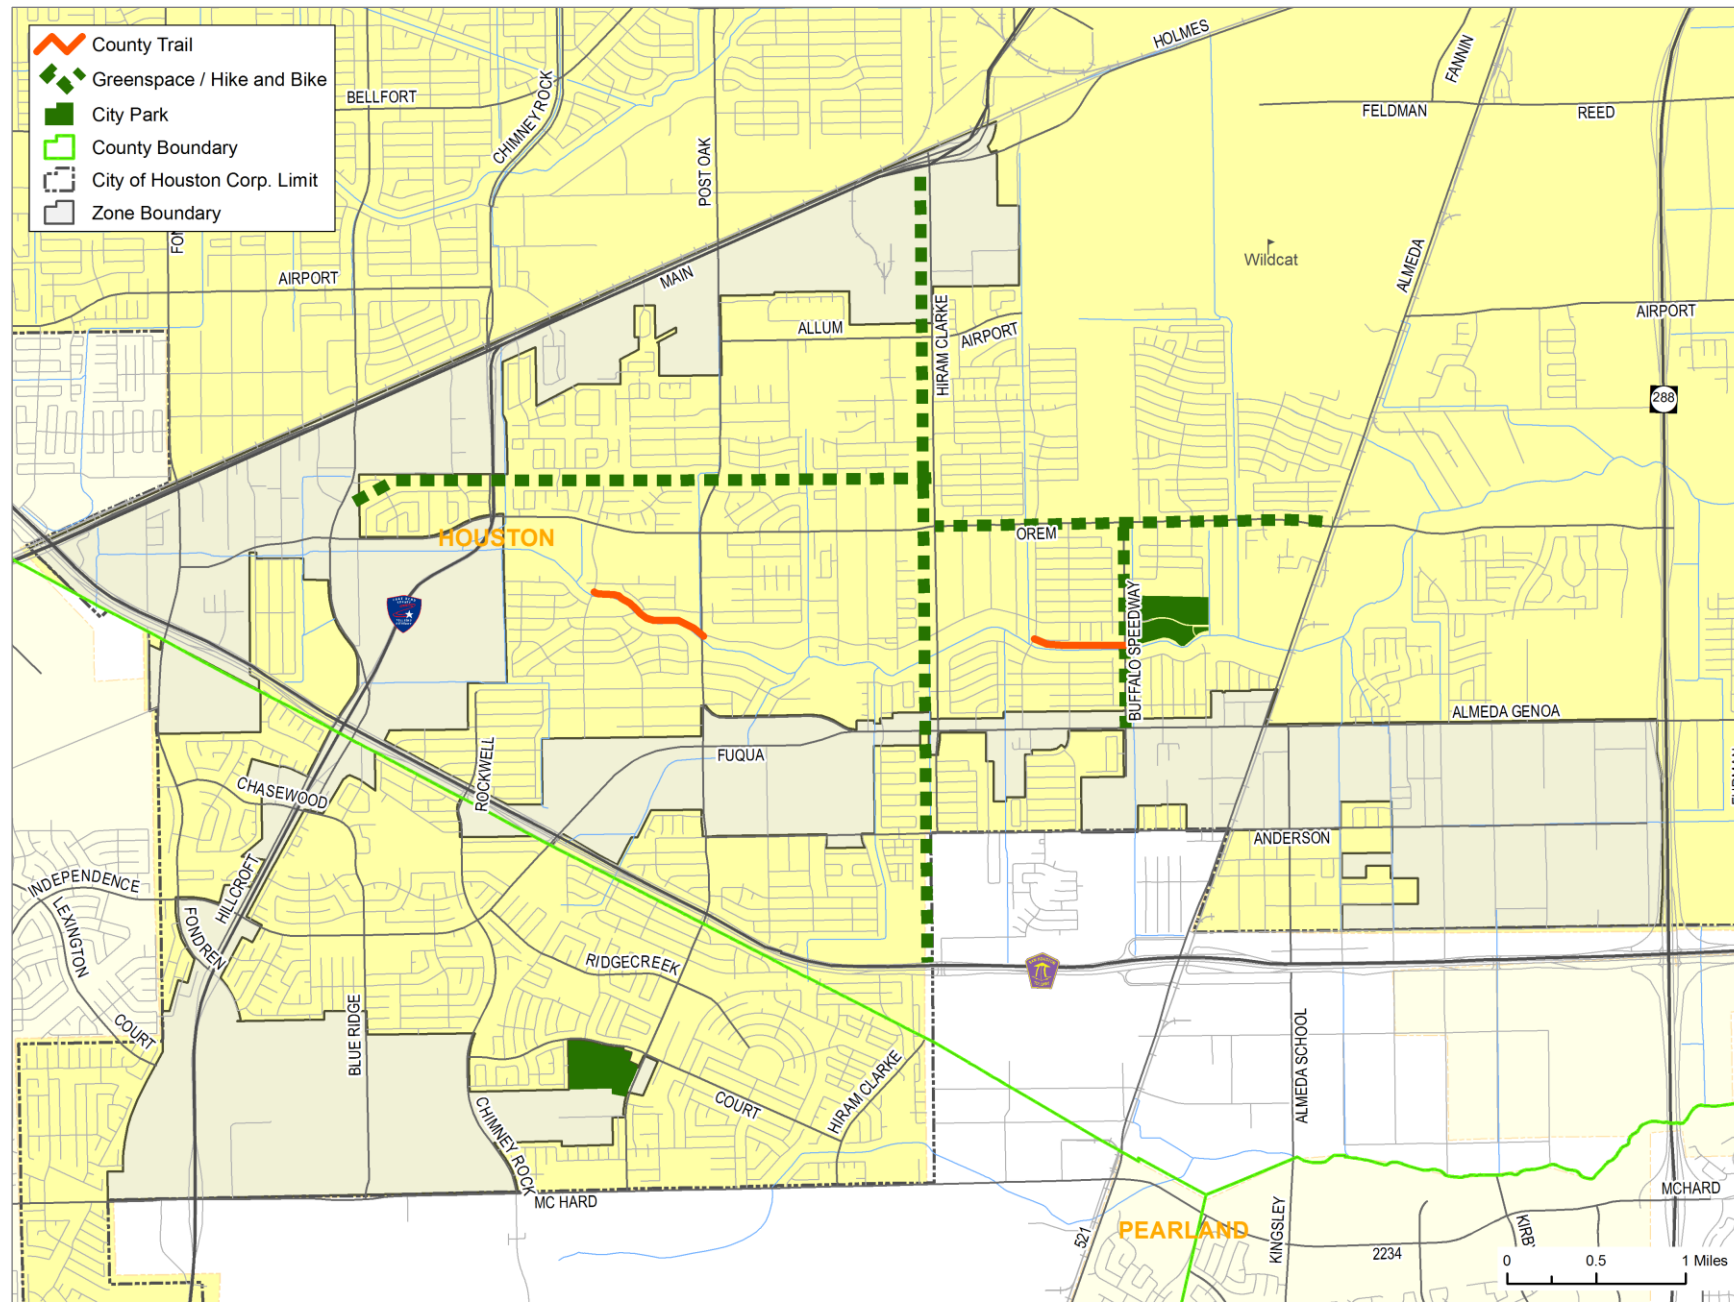 County Trail
Greenspace / Hike and Bike
City Park
County Boundary
City of Houston Corp. Limit
Zone Boundary
HOLMES
FANNIN
BELLFORT
CHIMNEYROCK
POST OAK
FELDMAN
REED
Wildcat
ALMEDA
AIRPORT
MAIN
HIRAM CLARKE
ALLUM
AIRPORT
AIRPORT
288
HOUSTON
OREM
BUFFALO SPEEDWAY
ALMEDA GENOA
FUQUA
ROCKWELL
CHASEWOOD
ANDERSON
INDEPENDENCE
LEXINGTON
HILLCROFT
FONDREN
RIDGECREEK
COURT
BLUE RIDGE
ALMEDA SCHOOL
CHIMNEY ROCK
COURT
HIRAM CLARKE
MC HARD
MCHARD
PEARLAND
521
KINGSLEY
2234
0 0.5 1 Miles